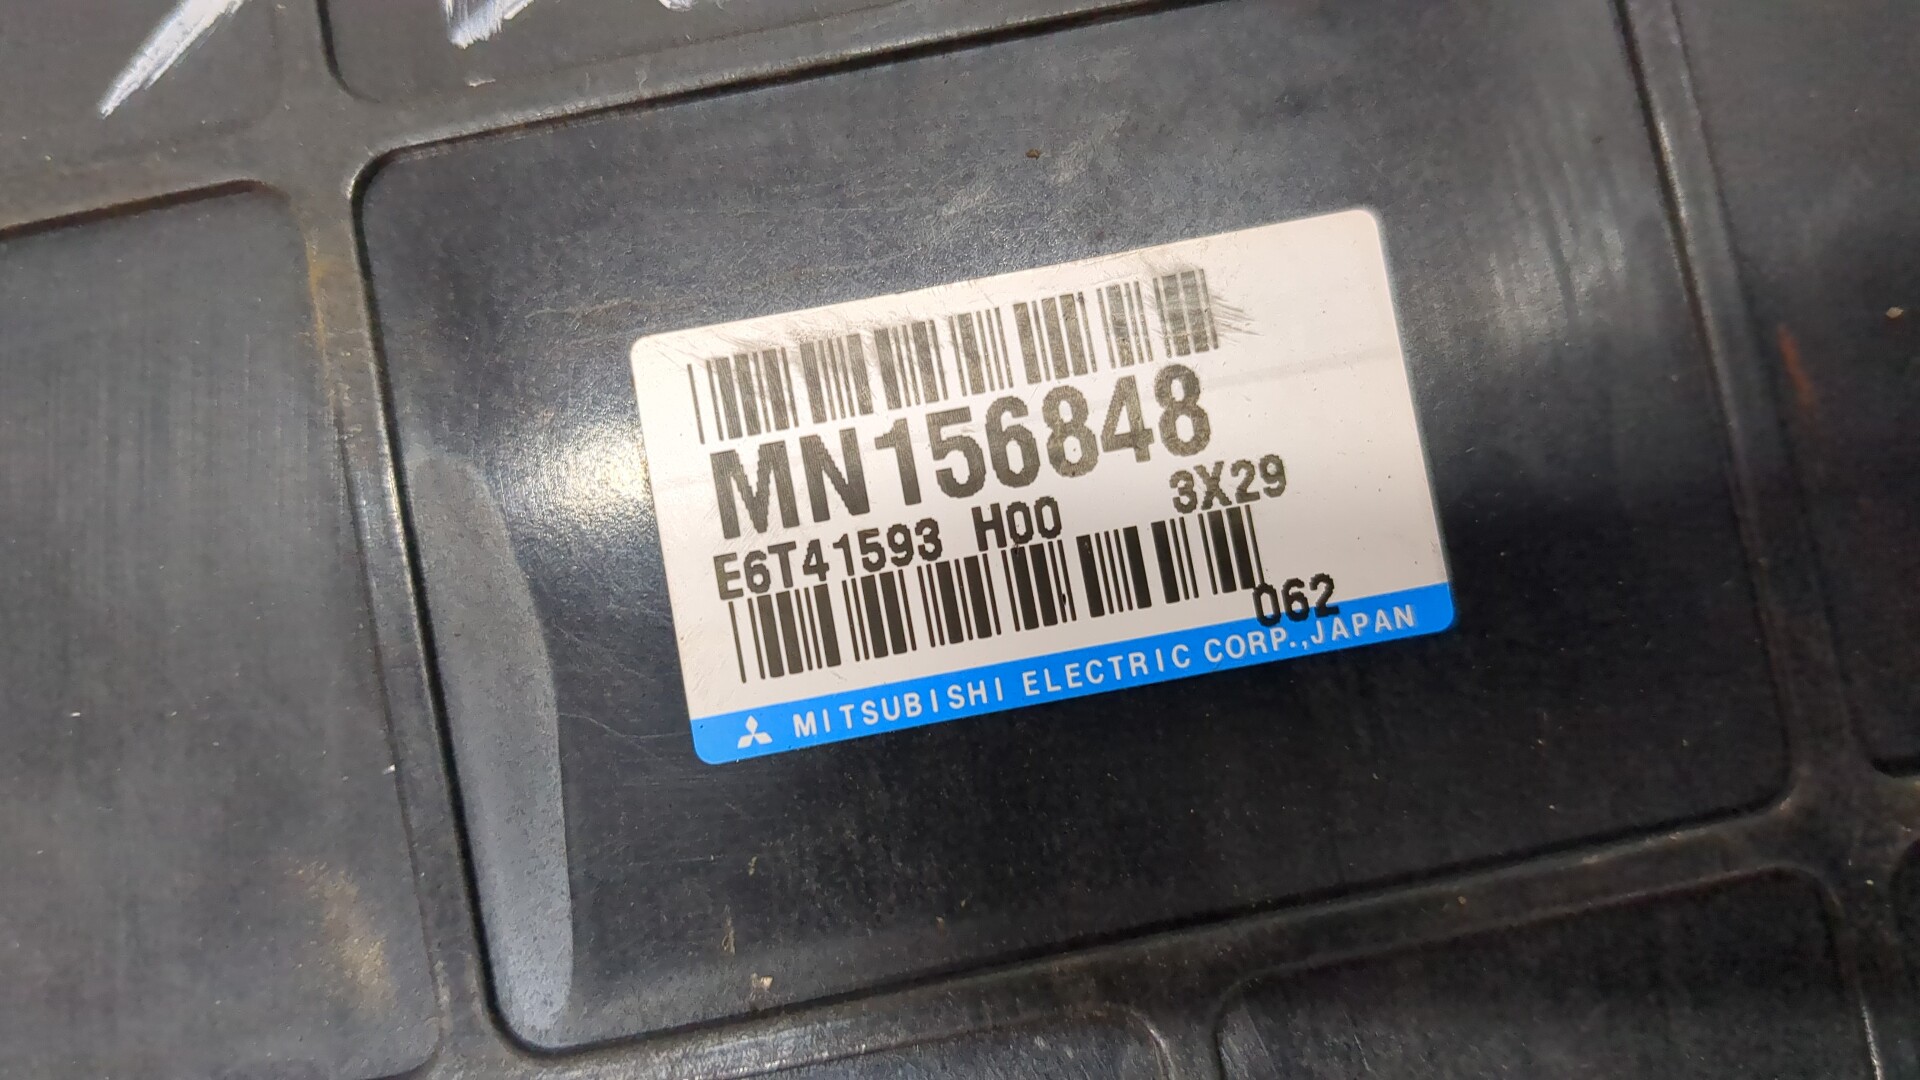 MN156848
E6T41593 H00 3X29
062
MITSUBISHI ELECTRIC CORP.,JAPAN